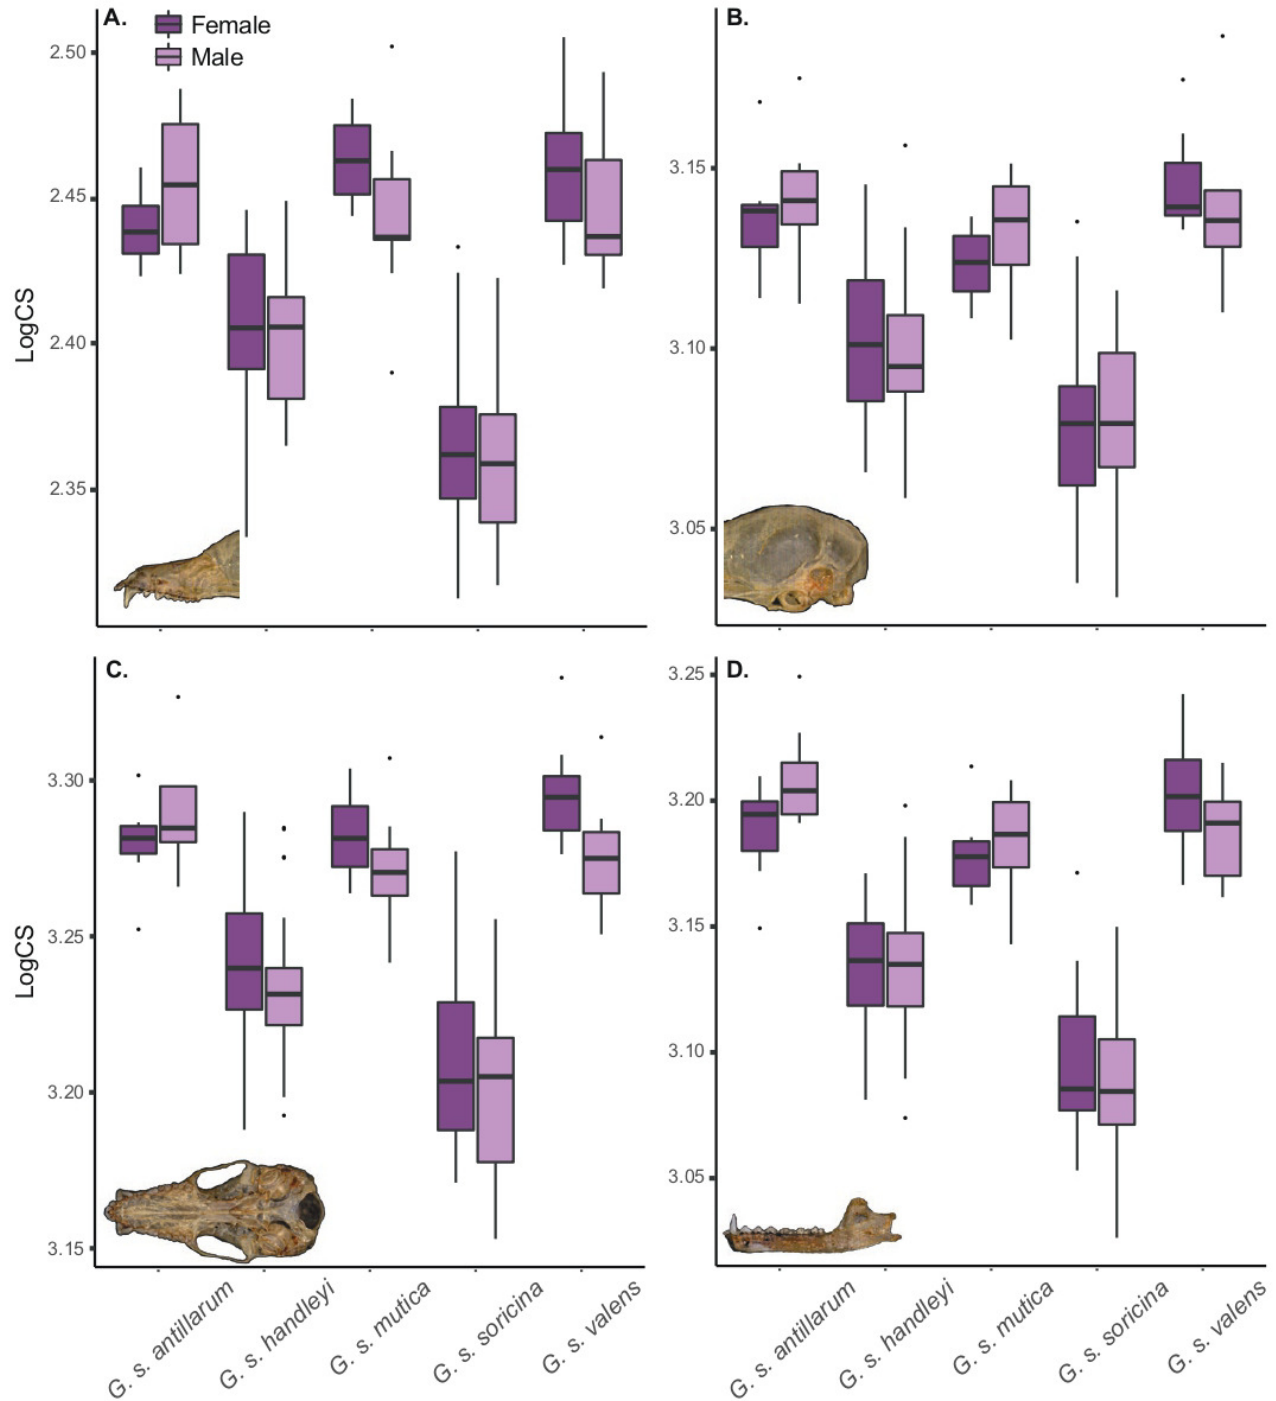 A.
Female
Male
2.50
2.45
2.40
2.35
LogCS
B.
3.15
3.10
3.05
C.
3.30
3.25
3.20
3.15
LogCS
G. s. antillarum
G. s. handleyi
G. s. mutica
G. s. soricina
G. s. valens
D.
3.25
3.20
3.15
3.10
3.05
G. s. antillarum
G. s. handleyi
G. s. mutica
G. s. soricina
G. s. valens